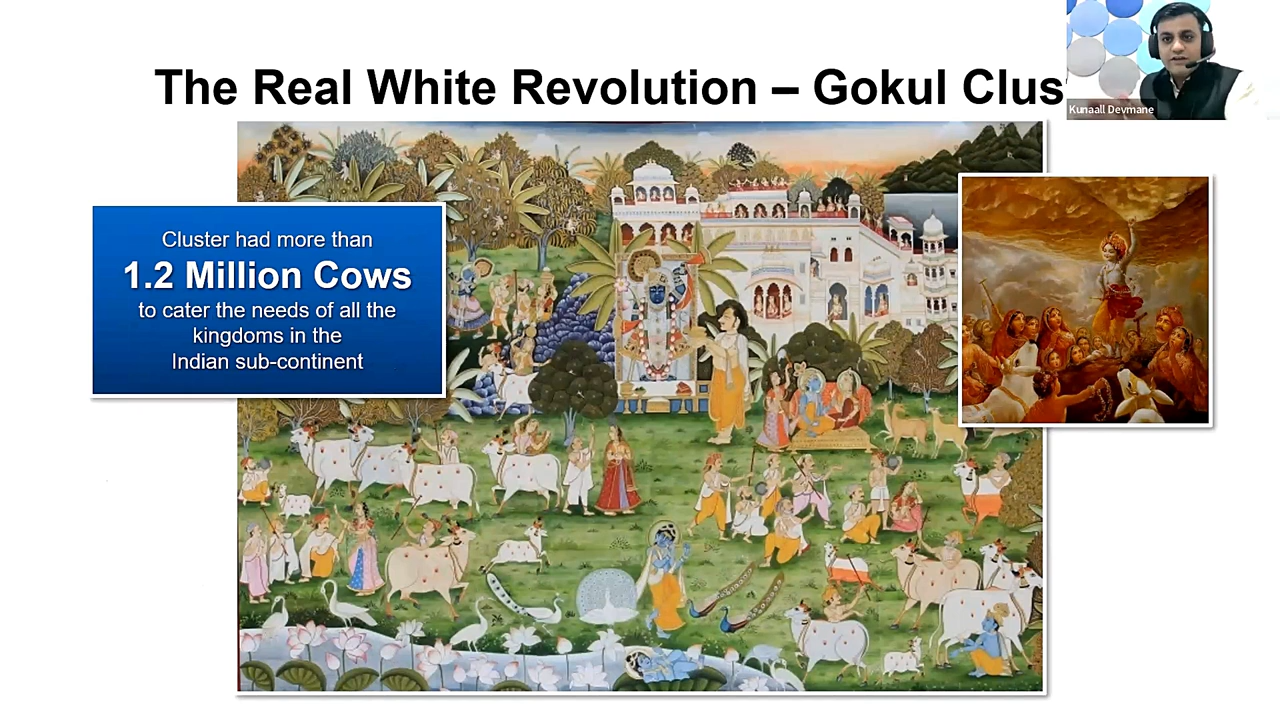 The Real White Revolution – Gokul Clus
Kunaall Devmane
Cluster had more than
1.2 Million Cows
to cater the needs of all the
kingdoms in the
Indian sub-continent